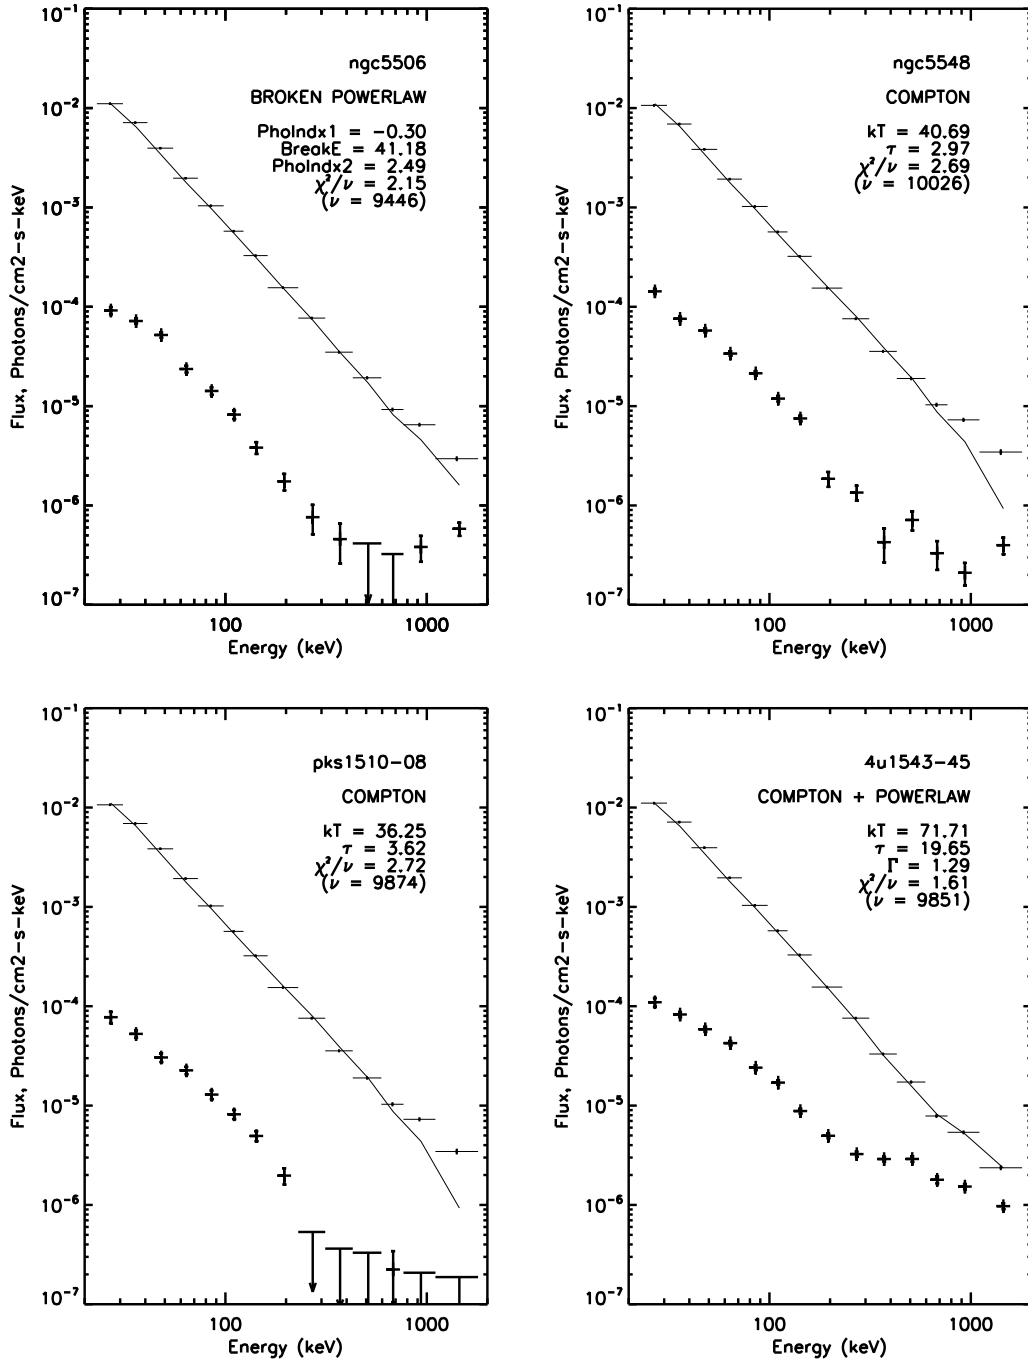 10^-1
10^-2
10^-3
10^-4
10^-5
10^-6
10^-7
Flux, Photons/cm2-s-keV
ngc5506
BROKEN POWERLAW
PhoIndx1 = -0.30
BreakE = 41.18
PhoIndx2 = 2.49
χ²/ν = 2.15
(ν = 9446)
100 1000
Energy (keV)
10^-1
10^-2
10^-3
10^-4
10^-5
10^-6
10^-7
Flux, Photons/cm2-s-keV
ngc5548
COMPTON
kT = 40.69
τ = 2.97
χ²/ν = 2.69
(ν = 10026)
100 1000
Energy (keV)
10^-1
10^-2
10^-3
10^-4
10^-5
10^-6
10^-7
Flux, Photons/cm2-s-keV
pks1510-08
COMPTON
kT = 36.25
τ = 3.62
χ²/ν = 2.72
(ν = 9874)
100 1000
Energy (keV)
10^-1
10^-2
10^-3
10^-4
10^-5
10^-6
10^-7
Flux, Photons/cm2-s-keV
4u1543-45
COMPTON + POWERLAW
kT = 71.71
τ = 19.65
Γ = 1.29
χ²/ν = 1.61
(ν = 9851)
100 1000
Energy (keV)